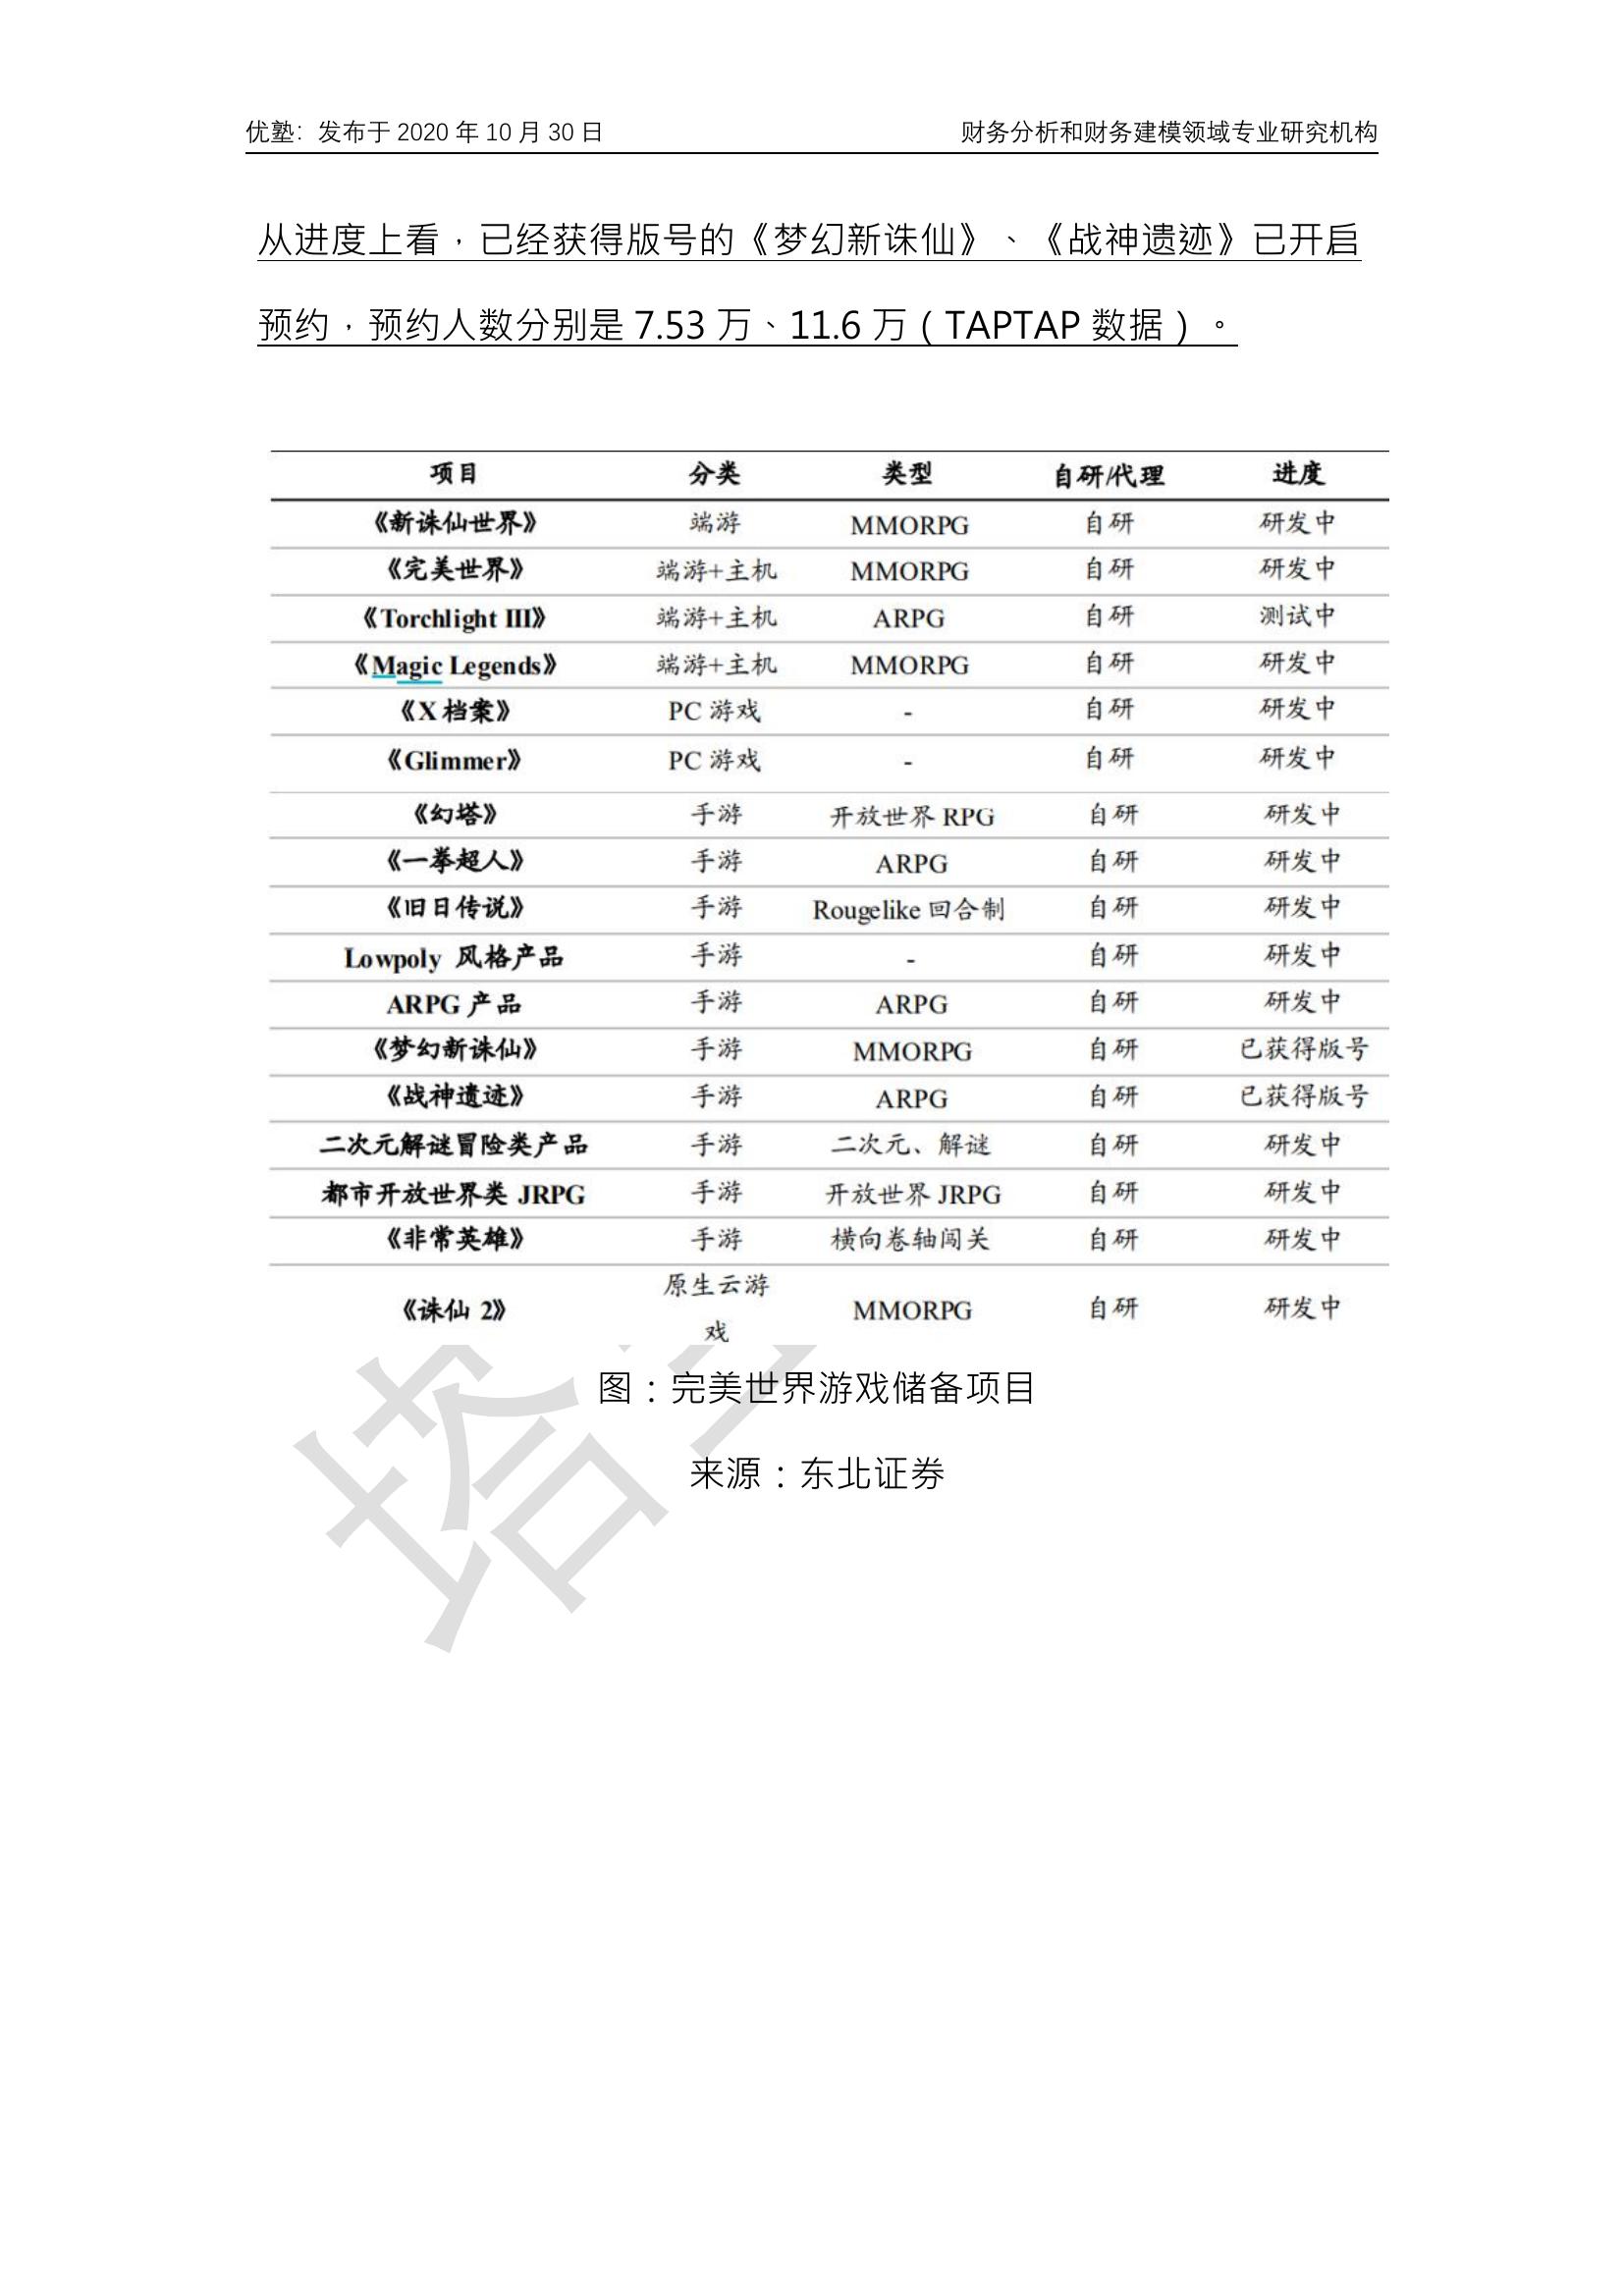 优塾：发布于 2020 年 10 月 30 日 财务分析和财务建模领域专业研究机构
从进度上看，已经获得版号的《梦幻新诛仙》、《战神遗迹》已开启
预约，预约人数分别是 7.53 万、11.6 万（TAPTAP 数据）。
项目 分类 类型 自研/代理 进度
《新诛仙世界》 端游 MMORPG 自研 研发中
《完美世界》 端游+主机 MMORPG 自研 研发中
《Torchlight III》 端游+主机 ARPG 自研 测试中
《Magic Legends》 端游+主机 MMORPG 自研 研发中
《X 档案》 PC 游戏 - 自研 研发中
《Glimmer》 PC 游戏 - 自研 研发中
《幻塔》 手游 开放世界 RPG 自研 研发中
《一拳超人》 手游 ARPG 自研 研发中
《旧日传说》 手游 Rougelike 回合制 自研 研发中
Lowpoly 风格产品 手游 - 自研 研发中
ARPG 产品 手游 ARPG 自研 研发中
《梦幻新诛仙》 手游 MMORPG 自研 已获得版号
《战神遗迹》 手游 ARPG 自研 已获得版号
二次元解谜冒险类产品 手游 二次元、解谜 自研 研发中
都市开放世界类 JRPG 手游 开放世界 JRPG 自研 研发中
《非常英雄》 手游 横向卷轴闯关 自研 研发中
《诛仙 2》 原生云游戏 MMORPG 自研 研发中
图：完美世界游戏储备项目
来源：东北证券
塔